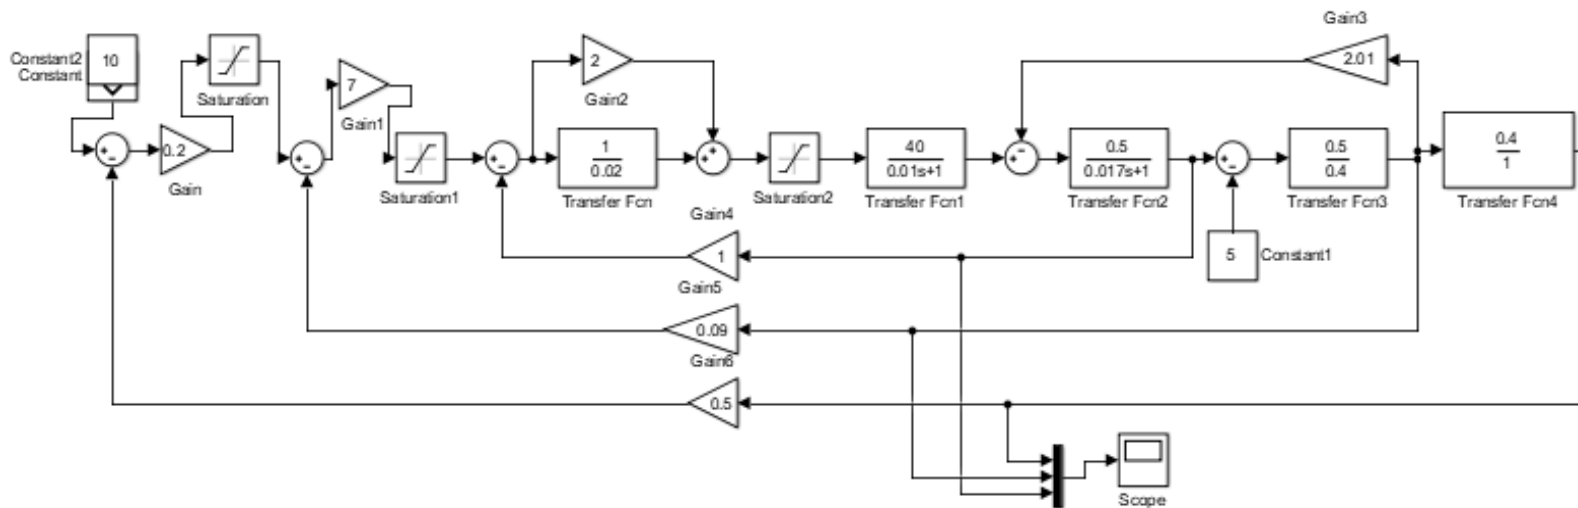 Gain3
Constant2
Constant
10
2
2.01
Saturation
7
Gain2
Gain1
0.2
1
0.02
40
0.01s+1
0.5
0.017s+1
0.5
0.4
0.4
1
Gain
Saturation1
Transfer Fcn
Saturation2
Transfer Fcn1
Transfer Fcn2
Transfer Fcn3
Transfer Fcn4
Gain4
1
5
Constant1
Gain5
0.09
Gain6
0.5
Scope